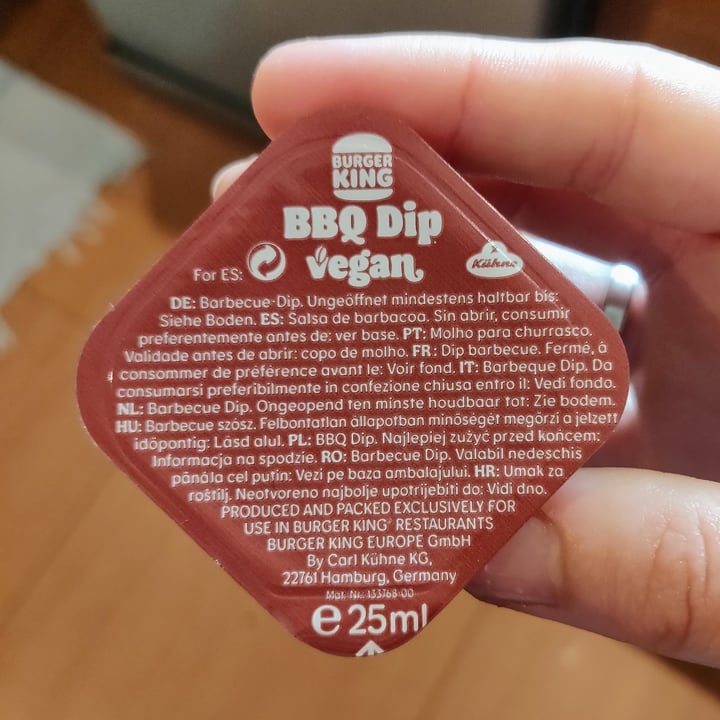 BURGER
KING
BBQ Dip
vegan
For ES:
Kühne
DE: Barbecue-Dip. Ungeöffnet mindestens haltbar bis:
Siehe Boden. ES: Salsa de barbacoa. Sin abrir, consumir
preferentemente antes de: ver base. PT: Molho para churrasco.
Validade antes de abrir: copo de molho. FR: Dip barbecue. Fermé, à
consommer de préférence avant le: Voir fond. IT: Barbeque Dip. Da
consumarsi preferibilmente in confezione chiusa entro il: Vedi fondo.
NL: Barbecue Dip. Ongeopend ten minste houdbaar tot: Zie bodem.
HU: Barbecue szósz. Felbontatlan állapotban minőségét megőrzi a jelzett
időpontig: Lásd alul. PL: BBQ Dip. Najlepiej zużyć przed końcem:
Informacja na spodzie. RO: Barbecue Dip. Valabil nedeschis
până la cel puțin: Vezi pe baza ambalajului. HR: Umak za
roštilj. Neotvoreno najbolje upotrijebiti do: Vidi dno.
PRODUCED AND PACKED EXCLUSIVELY FOR
USE IN BURGER KING® RESTAURANTS
BURGER KING EUROPE GmbH
By Carl Kühne KG,
22761 Hamburg, Germany
Mat. Nr.: 133768-00
e 25ml